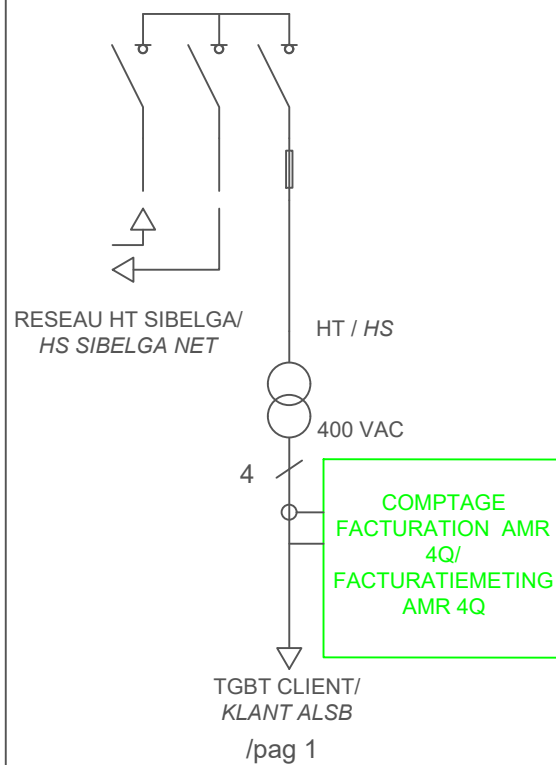 RESEAU HT SIBELGA/
HS SIBELGA NET
HT / HS
400 VAC
4
COMPTAGE
FACTURATION AMR
4Q/
FACTURATIEMETING
AMR 4Q
TGBT CLIENT/
KLANT ALSB
/pag 1